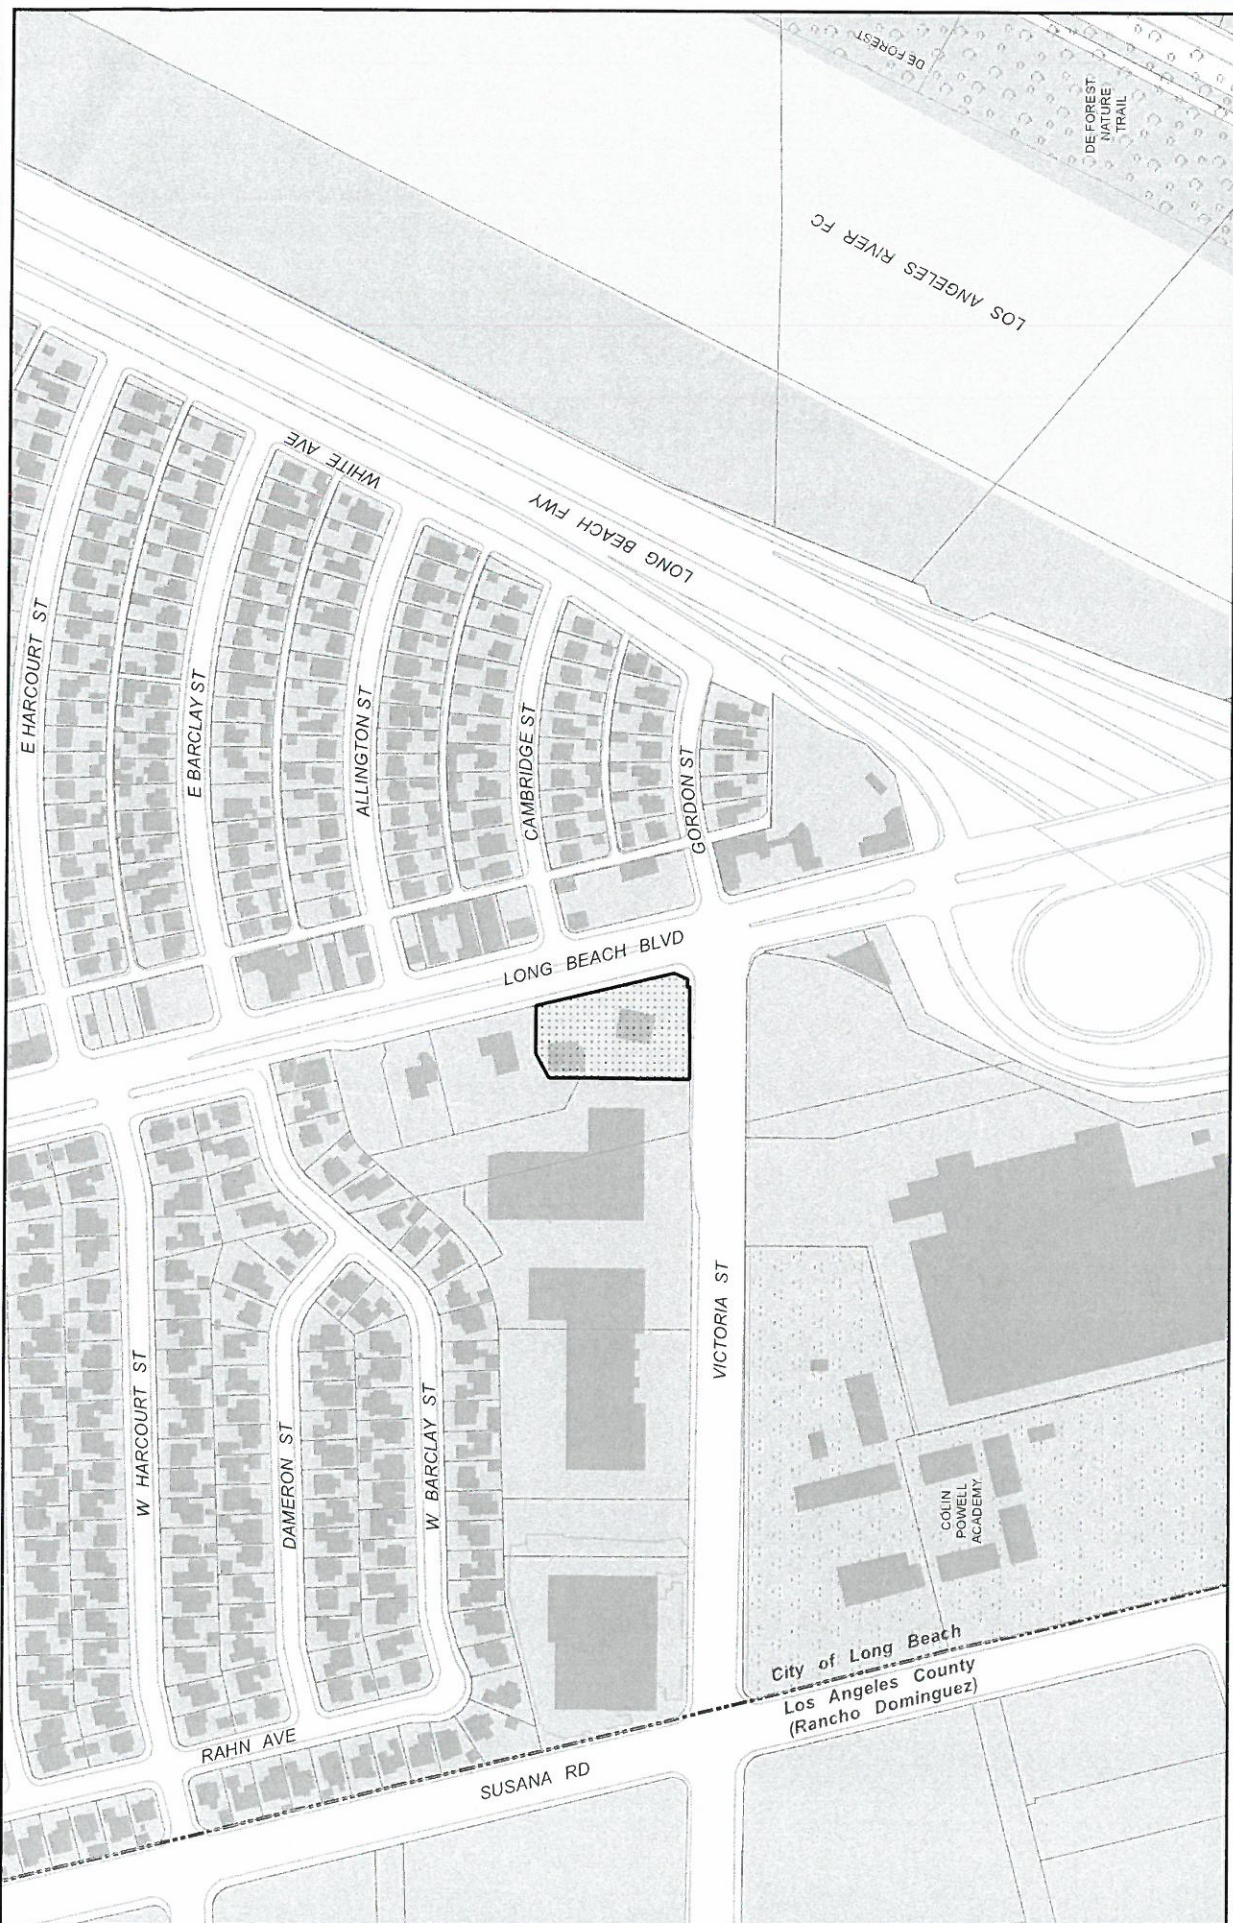 DE FOREST
DE FOREST
NATURE
TRAIL
LOS ANGELES RIVER FC
WHITE AVE
LONG BEACH FWY
E HARCOURT ST
E BARCLAY ST
ALLINGTON ST
CAMBRIDGE ST
GORDON ST
LONG BEACH BLVD
VICTORIA ST
W HARCOURT ST
DAMERON ST
W BARCLAY ST
COLIN
POWELL
ACADEMY
City of Long Beach
Los Angeles County
(Rancho Dominguez)
RAHN AVE
SUSANA RD